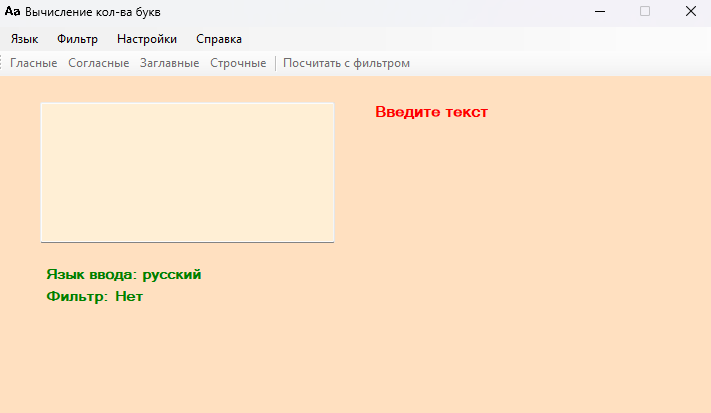 Aa Вычисление кол-ва букв
Язык Фильтр Настройки Справка
Гласные Согласные Заглавные Строчные Посчитать с фильтром
Введите текст
Язык ввода: русский
Фильтр: Нет